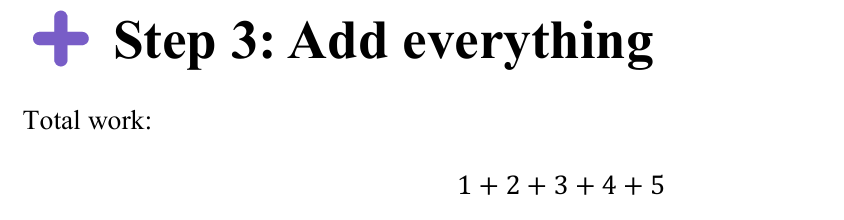 ➕ Step 3: Add everything
Total work:
1 + 2 + 3 + 4 + 5